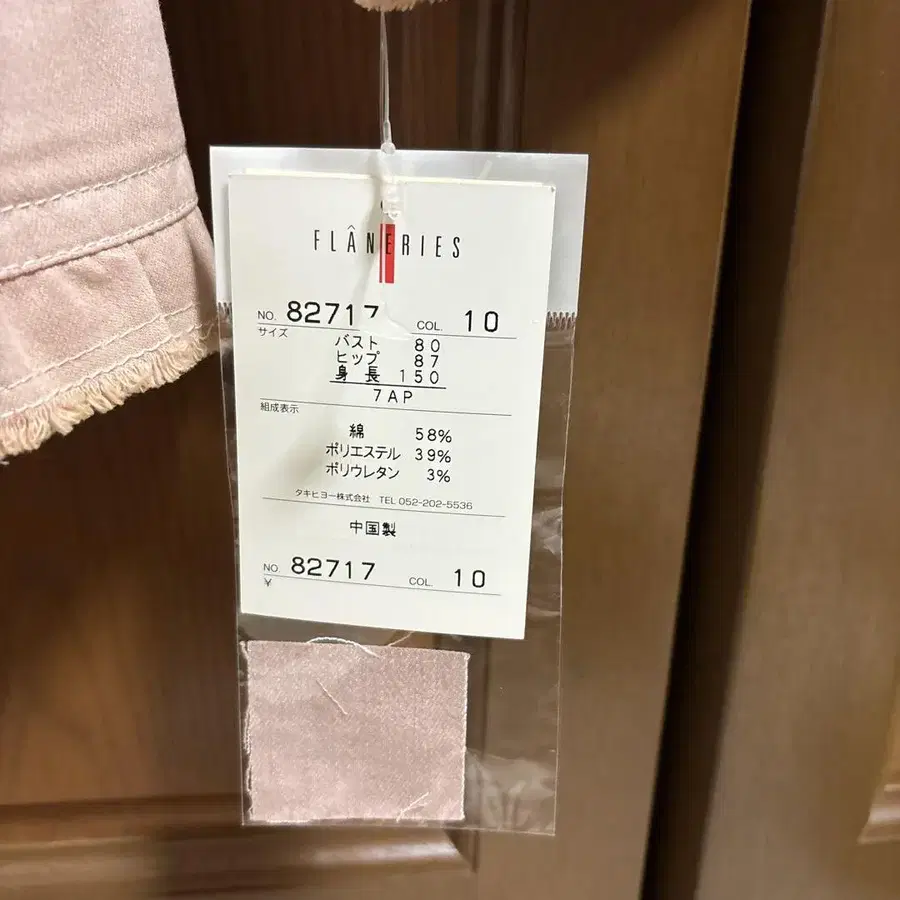 FLÂNERIES
NO. 82717 COL. 10
サイズ
バスト 80
ヒップ 87
身長 150
7AP
組成表示
綿 58%
ポリエステル 39%
ポリウレタン 3%
タキヒヨー株式会社 TEL 052-202-5536
中国製
NO. 82717 COL. 10
¥